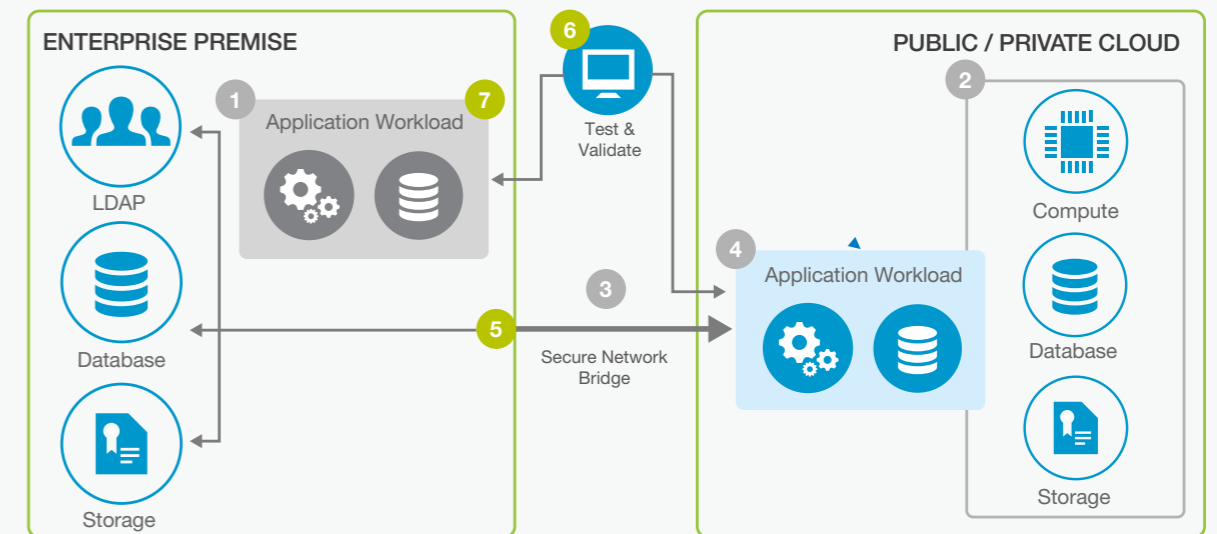 ENTERPRISE PREMISE
6
PUBLIC / PRIVATE CLOUD
1
7
2
Application Workload
Test &
Validate
LDAP
Compute
4
Application Workload
3
5
Database
Secure Network
Bridge
Database
Storage
Storage